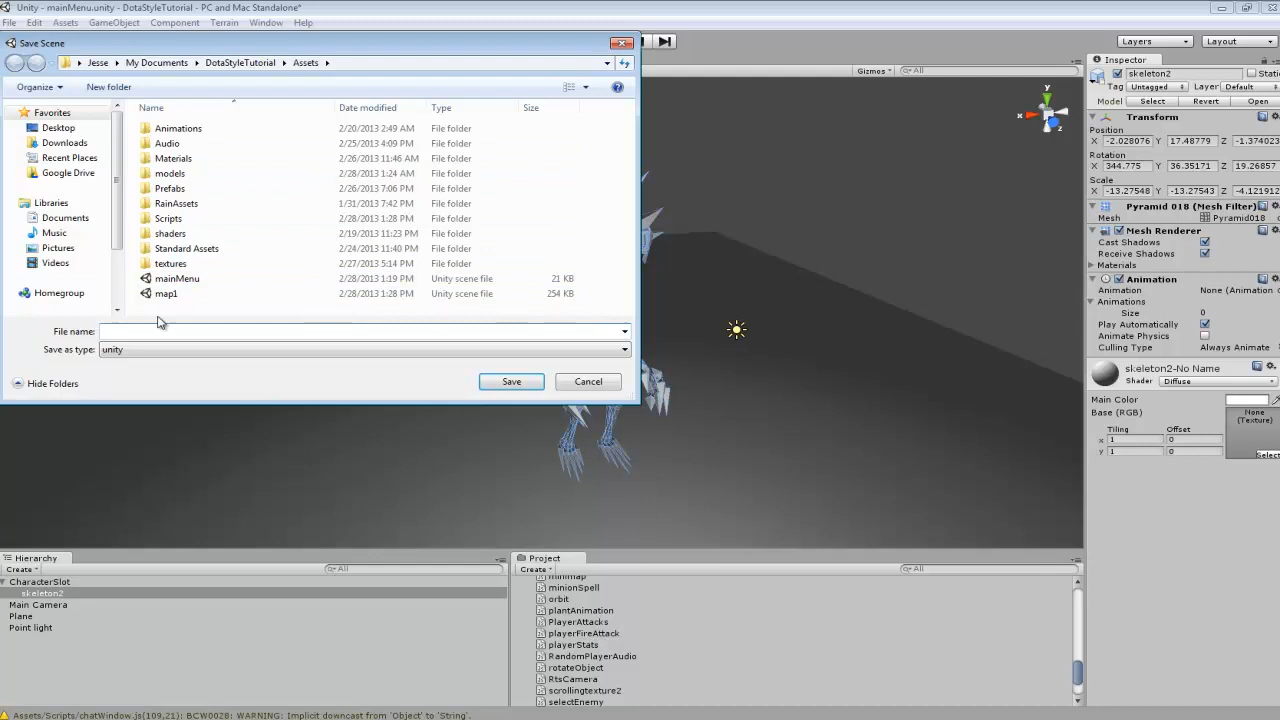 Unity - mainMenu.unity - DotaStyleTutorial - PC and Mac Standalone*
File Edit Assets GameObject Component Terrain Window Help
Save Scene
Jesse My Documents DotaStyleTutorial Assets
Organize New folder
Name Date modified Type Size
Favorites
Desktop
Downloads
Recent Places
Google Drive
Libraries
Documents
Music
Pictures
Videos
Homegroup
Animations 2/20/2013 2:49 AM File folder
Audio 2/25/2013 4:09 PM File folder
Materials 2/26/2013 11:46 AM File folder
models 2/28/2013 1:24 AM File folder
Prefabs 2/26/2013 7:06 PM File folder
RainAssets 1/31/2013 7:42 PM File folder
Scripts 2/28/2013 1:28 PM File folder
shaders 2/19/2013 11:23 PM File folder
Standard Assets 2/24/2013 11:40 PM File folder
textures 2/27/2013 5:14 PM File folder
mainMenu 2/28/2013 1:19 PM Unity scene file 21 KB
map1 2/28/2013 1:28 PM Unity scene file 254 KB
File name:
Save as type: unity
Hide Folders Save Cancel
Gizmos All
y
x
z
Layers Layout
Inspector
skeleton2 Static
Tag Untagged Layer Default
Model Select Revert Open
Transform
Position
X -2.028076 Y 17.48779 Z -1.374023
Rotation
X 344.775 Y 36.35171 Z 19.26857
Scale
X -13.27548 Y -13.27543 Z -4.121912
Pyramid 018 (Mesh Filter)
Mesh Pyramid018
Mesh Renderer
Cast Shadows
Receive Shadows
Materials
Animation
Animation None (Animation
Animations
Size 0
Play Automatically
Animate Physics
Culling Type Always Animate
skeleton2-No Name
Shader Diffuse
Main Color
Base (RGB) None (Texture)
Tiling Offset
x 1 0
y 1 0
Select
Hierarchy
Create All
CharacterSlot
skeleton2
Main Camera
Plane
Point light
Project
Create All
minimap
minionSpell
orbit
plantAnimation
PlayerAttacks
playerFireAttack
playerStats
RandomPlayerAudio
rotateObject
RtsCamera
scrollingtexture2
selectEnemy
Assets/Scripts/chatWindow.js(109,21): BCW0028: WARNING: Implicit downcast from 'Object' to 'String'.